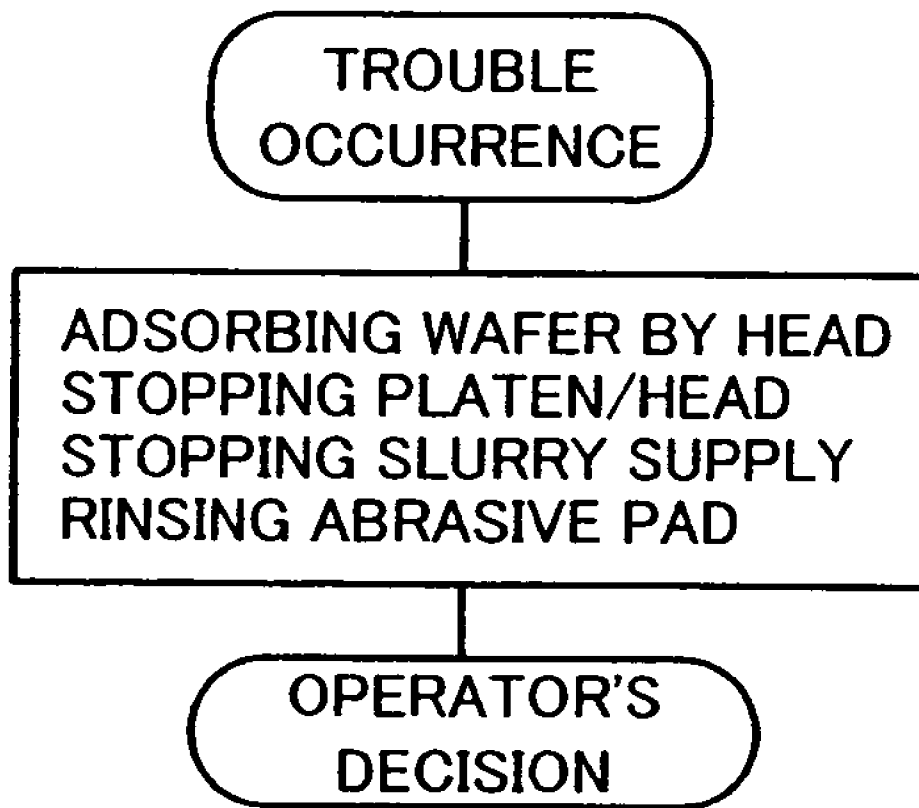 TROUBLE
OCCURRENCE
ADSORBING WAFER BY HEAD
STOPPING PLATEN/HEAD
STOPPING SLURRY SUPPLY
RINSING ABRASIVE PAD
OPERATOR'S
DECISION